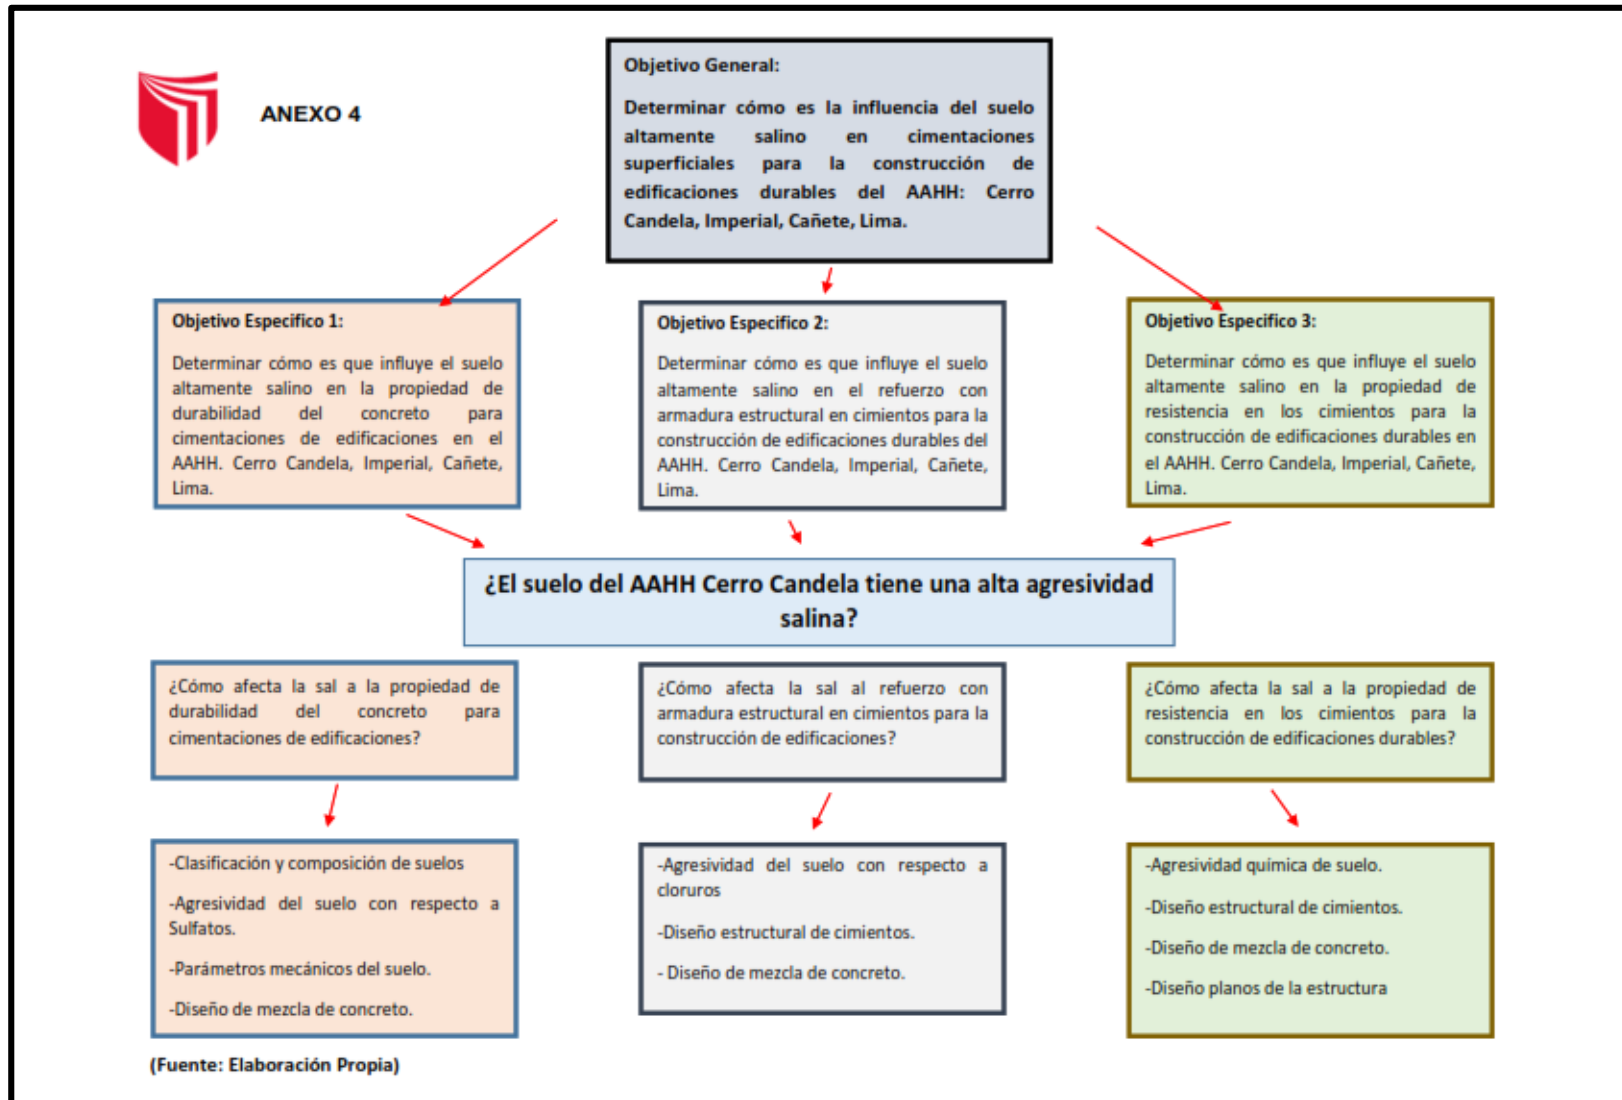 ANEXO 4
Objetivo General:
Determinar cómo es la influencia del suelo
altamente salino en cimentaciones
superficiales para la construcción de
edificaciones durables del AAHH: Cerro
Candela, Imperial, Cañete, Lima.
Objetivo Especifico 1:
Determinar cómo es que influye el suelo
altamente salino en la propiedad de
durabilidad del concreto para
cimentaciones de edificaciones en el
AAHH. Cerro Candela, Imperial, Cañete,
Lima.
Objetivo Especifico 2:
Determinar cómo es que influye el suelo
altamente salino en el refuerzo con
armadura estructural en cimientos para la
construcción de edificaciones durables del
AAHH. Cerro Candela, Imperial, Cañete,
Lima.
Objetivo Especifico 3:
Determinar cómo es que influye el suelo
altamente salino en la propiedad de
resistencia en los cimientos para la
construcción de edificaciones durables en
el AAHH. Cerro Candela, Imperial, Cañete,
Lima.
¿El suelo del AAHH Cerro Candela tiene una alta agresividad
salina?
¿Cómo afecta la sal a la propiedad de
durabilidad del concreto para
cimentaciones de edificaciones?
¿Cómo afecta la sal al refuerzo con
armadura estructural en cimientos para la
construcción de edificaciones?
¿Cómo afecta la sal a la propiedad de
resistencia en los cimientos para la
construcción de edificaciones durables?
-Clasificación y composición de suelos
-Agresividad del suelo con respecto a
Sulfatos.
-Parámetros mecánicos del suelo.
-Diseño de mezcla de concreto.
-Agresividad del suelo con respecto a
cloruros
-Diseño estructural de cimientos.
- Diseño de mezcla de concreto.
-Agresividad química de suelo.
-Diseño estructural de cimientos.
-Diseño de mezcla de concreto.
-Diseño planos de la estructura
(Fuente: Elaboración Propia)